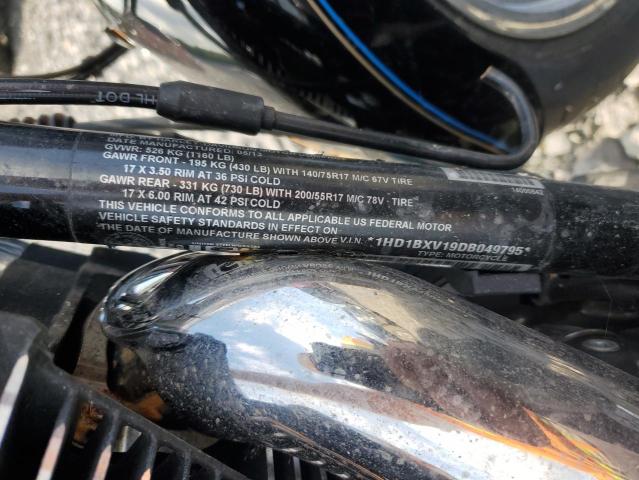 HL DOT
DATE MANUFACTURED: 05/13
GVWR: 526 KG (1160 LB)
GAWR FRONT - 195 KG (430 LB) WITH 140/75R17 M/C 67V TIRE
17 X 3.50 RIM AT 36 PSI COLD
GAWR REAR - 331 KG (730 LB) WITH 200/55R17 M/C 78V - TIRE
17 X 6.00 RIM AT 42 PSI COLD
THIS VEHICLE CONFORMS TO ALL APPLICABLE US FEDERAL MOTOR
VEHICLE SAFETY STANDARDS IN EFFECT ON
THE DATE OF MANUFACTURE SHOWN ABOVE V.I.N. *1HD1BXV19DB049795*
TYPE: MOTORCYCLE